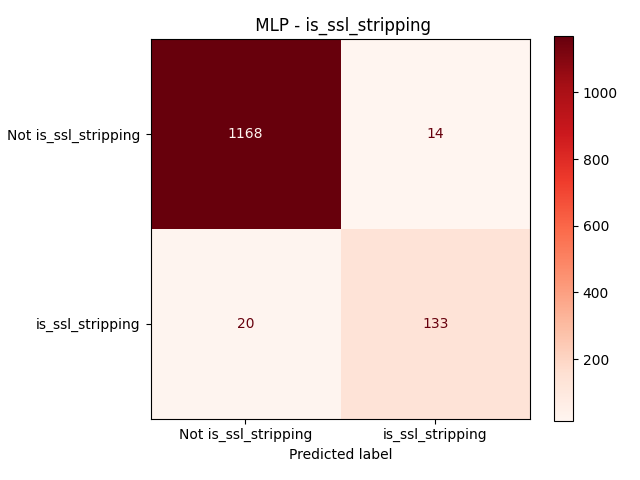 MLP - is_ssl_stripping
Not is_ssl_stripping
1168
14
is_ssl_stripping
20
133
Not is_ssl_stripping
is_ssl_stripping
Predicted label
1000
800
600
400
200